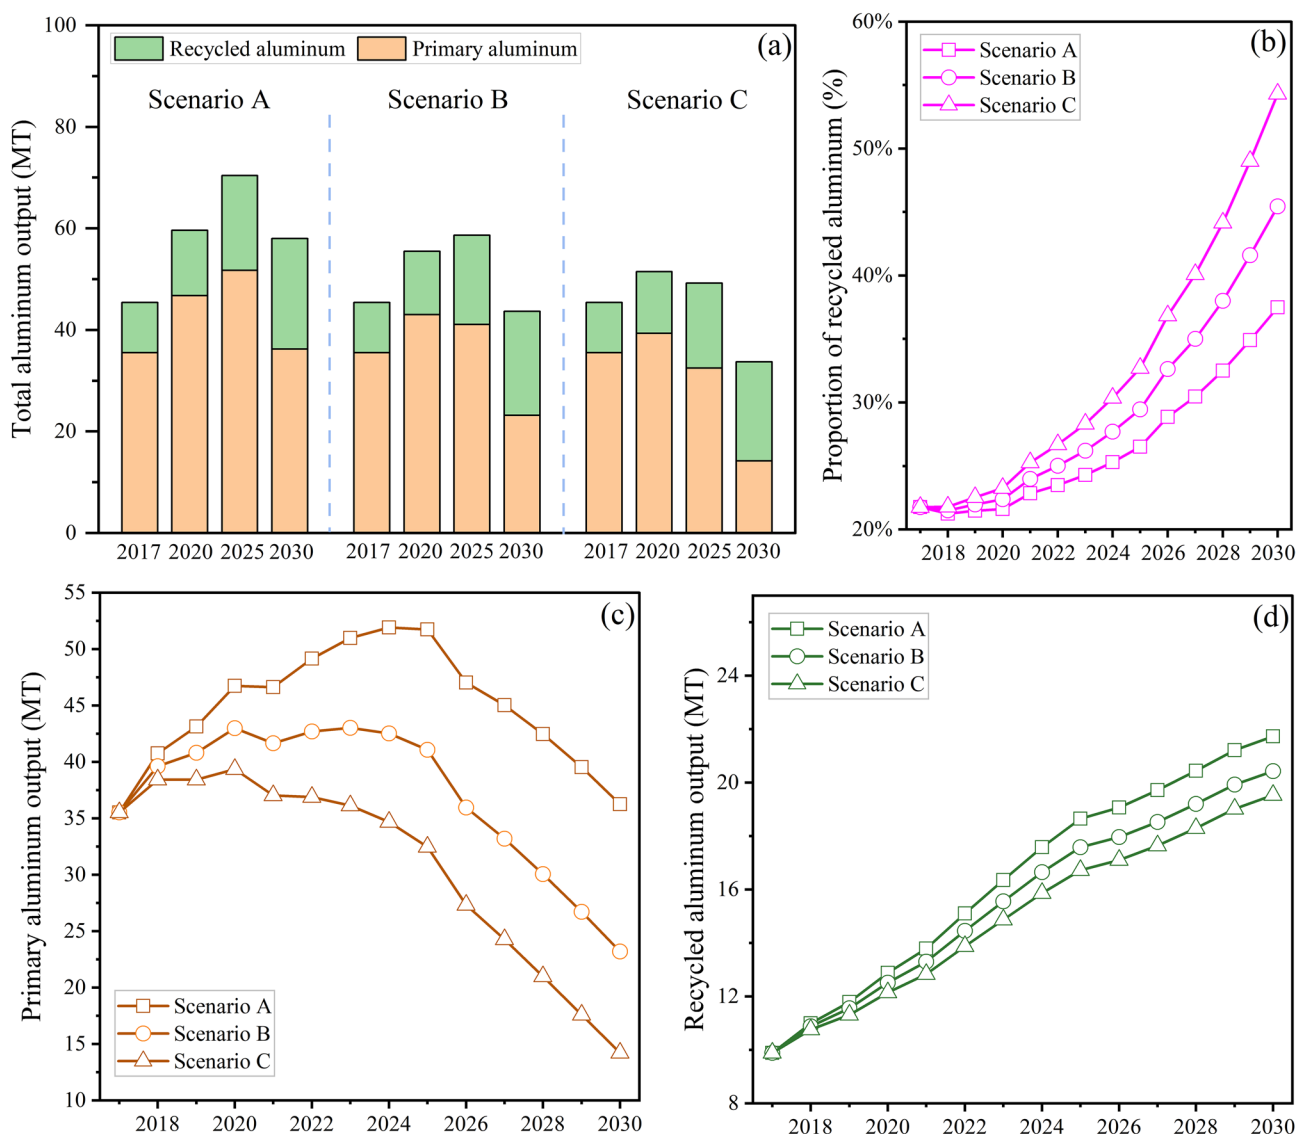 (a)
Recycled aluminum
Primary aluminum
Scenario A
Scenario B
Scenario C
Total aluminum output (MT)
100
80
60
40
20
0
2017 2020 2025 2030 2017 2020 2025 2030 2017 2020 2025 2030
(b)
Scenario A
Scenario B
Scenario C
Proportion of recycled aluminum (%)
60%
50%
40%
30%
20%
2018 2020 2022 2024 2026 2028 2030
(c)
Primary aluminum output (MT)
55
50
45
40
35
30
25
20
15
10
Scenario A
Scenario B
Scenario C
2018 2020 2022 2024 2026 2028 2030
(d)
Scenario A
Scenario B
Scenario C
Recycled aluminum output (MT)
24
20
16
12
8
2018 2020 2022 2024 2026 2028 2030